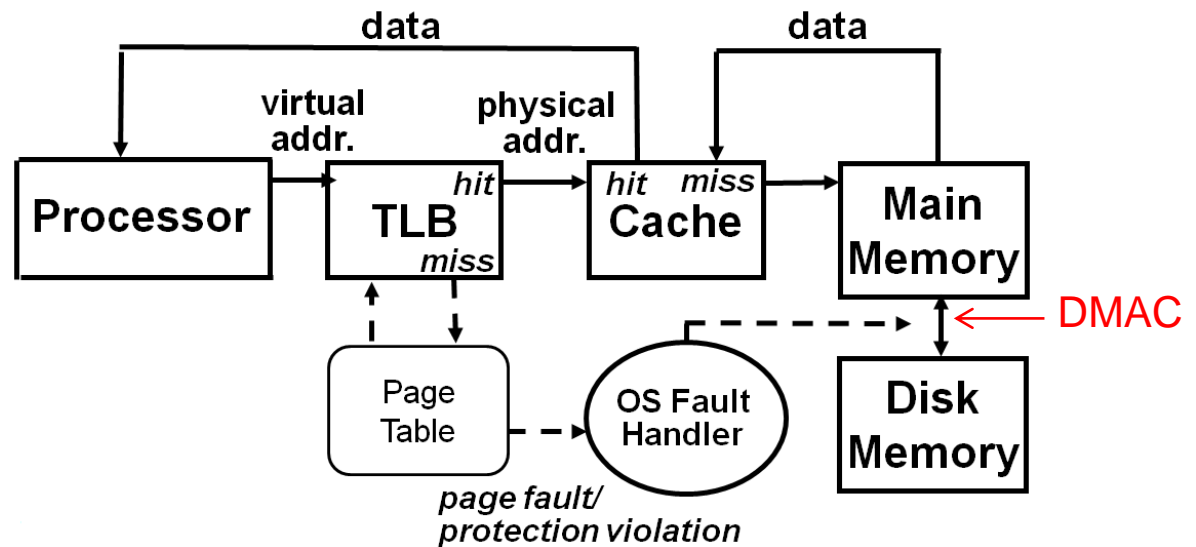 data
data
virtual
addr.
physical
addr.
Processor
hit
TLB
miss
hit miss
Cache
Main
Memory
DMAC
Page
Table
OS Fault
Handler
Disk
Memory
page fault/
protection violation